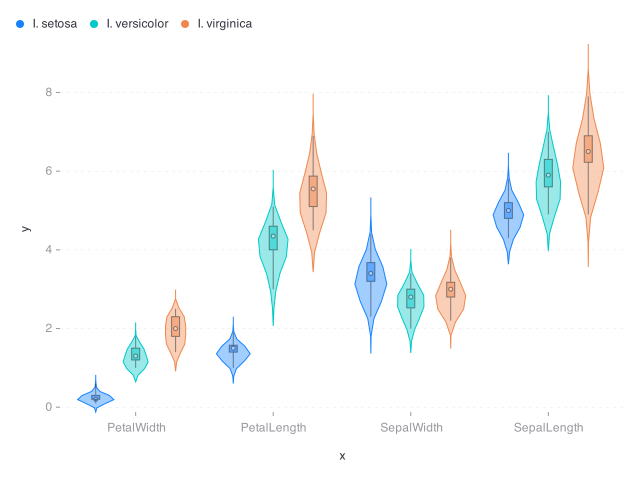 I. setosa I. versicolor I. virginica
8
6
4
2
0
y
PetalWidth PetalLength SepalWidth SepalLength
x